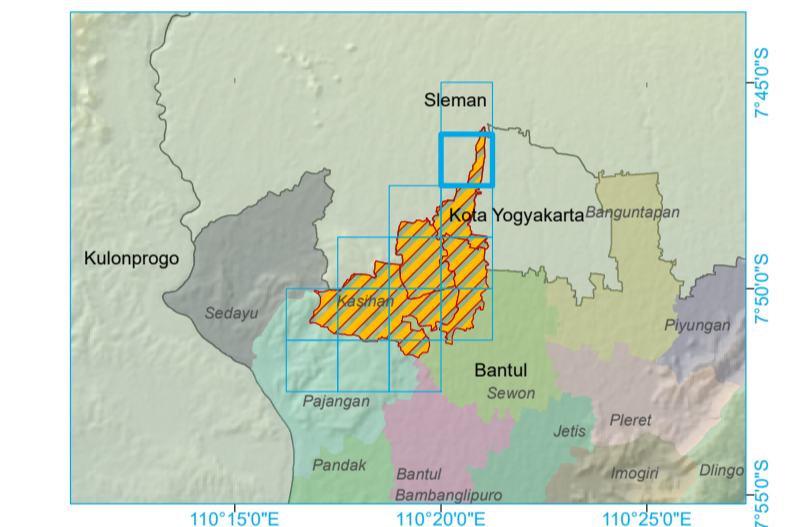 7°45'0"S
Sleman
Kota Yogyakarta
Banguntapan
Kulonprogo
Kasihan
7°50'0"S
Sedayu
Piyungan
Bantul
Sewon
Pajangan
Pleret
Jetis
Pandak
Bantul
Imogiri
Dlingo
Bambanglipuro
7°55'0"S
110°15'0"E
110°20'0"E
110°25'0"E